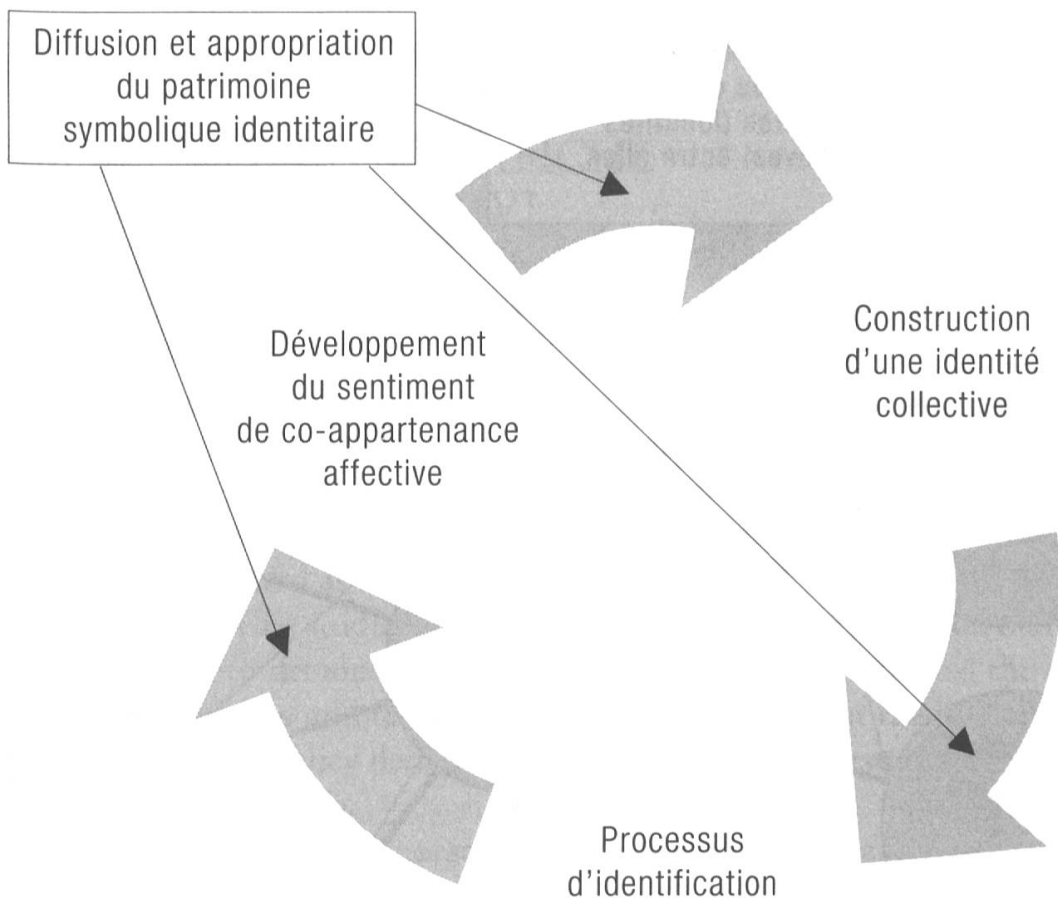 Diffusion et appropriation
du patrimoine
symbolique identitaire
Développement
du sentiment
de co-appartenance
affective
Construction
d'une identité
collective
Processus
d'identification